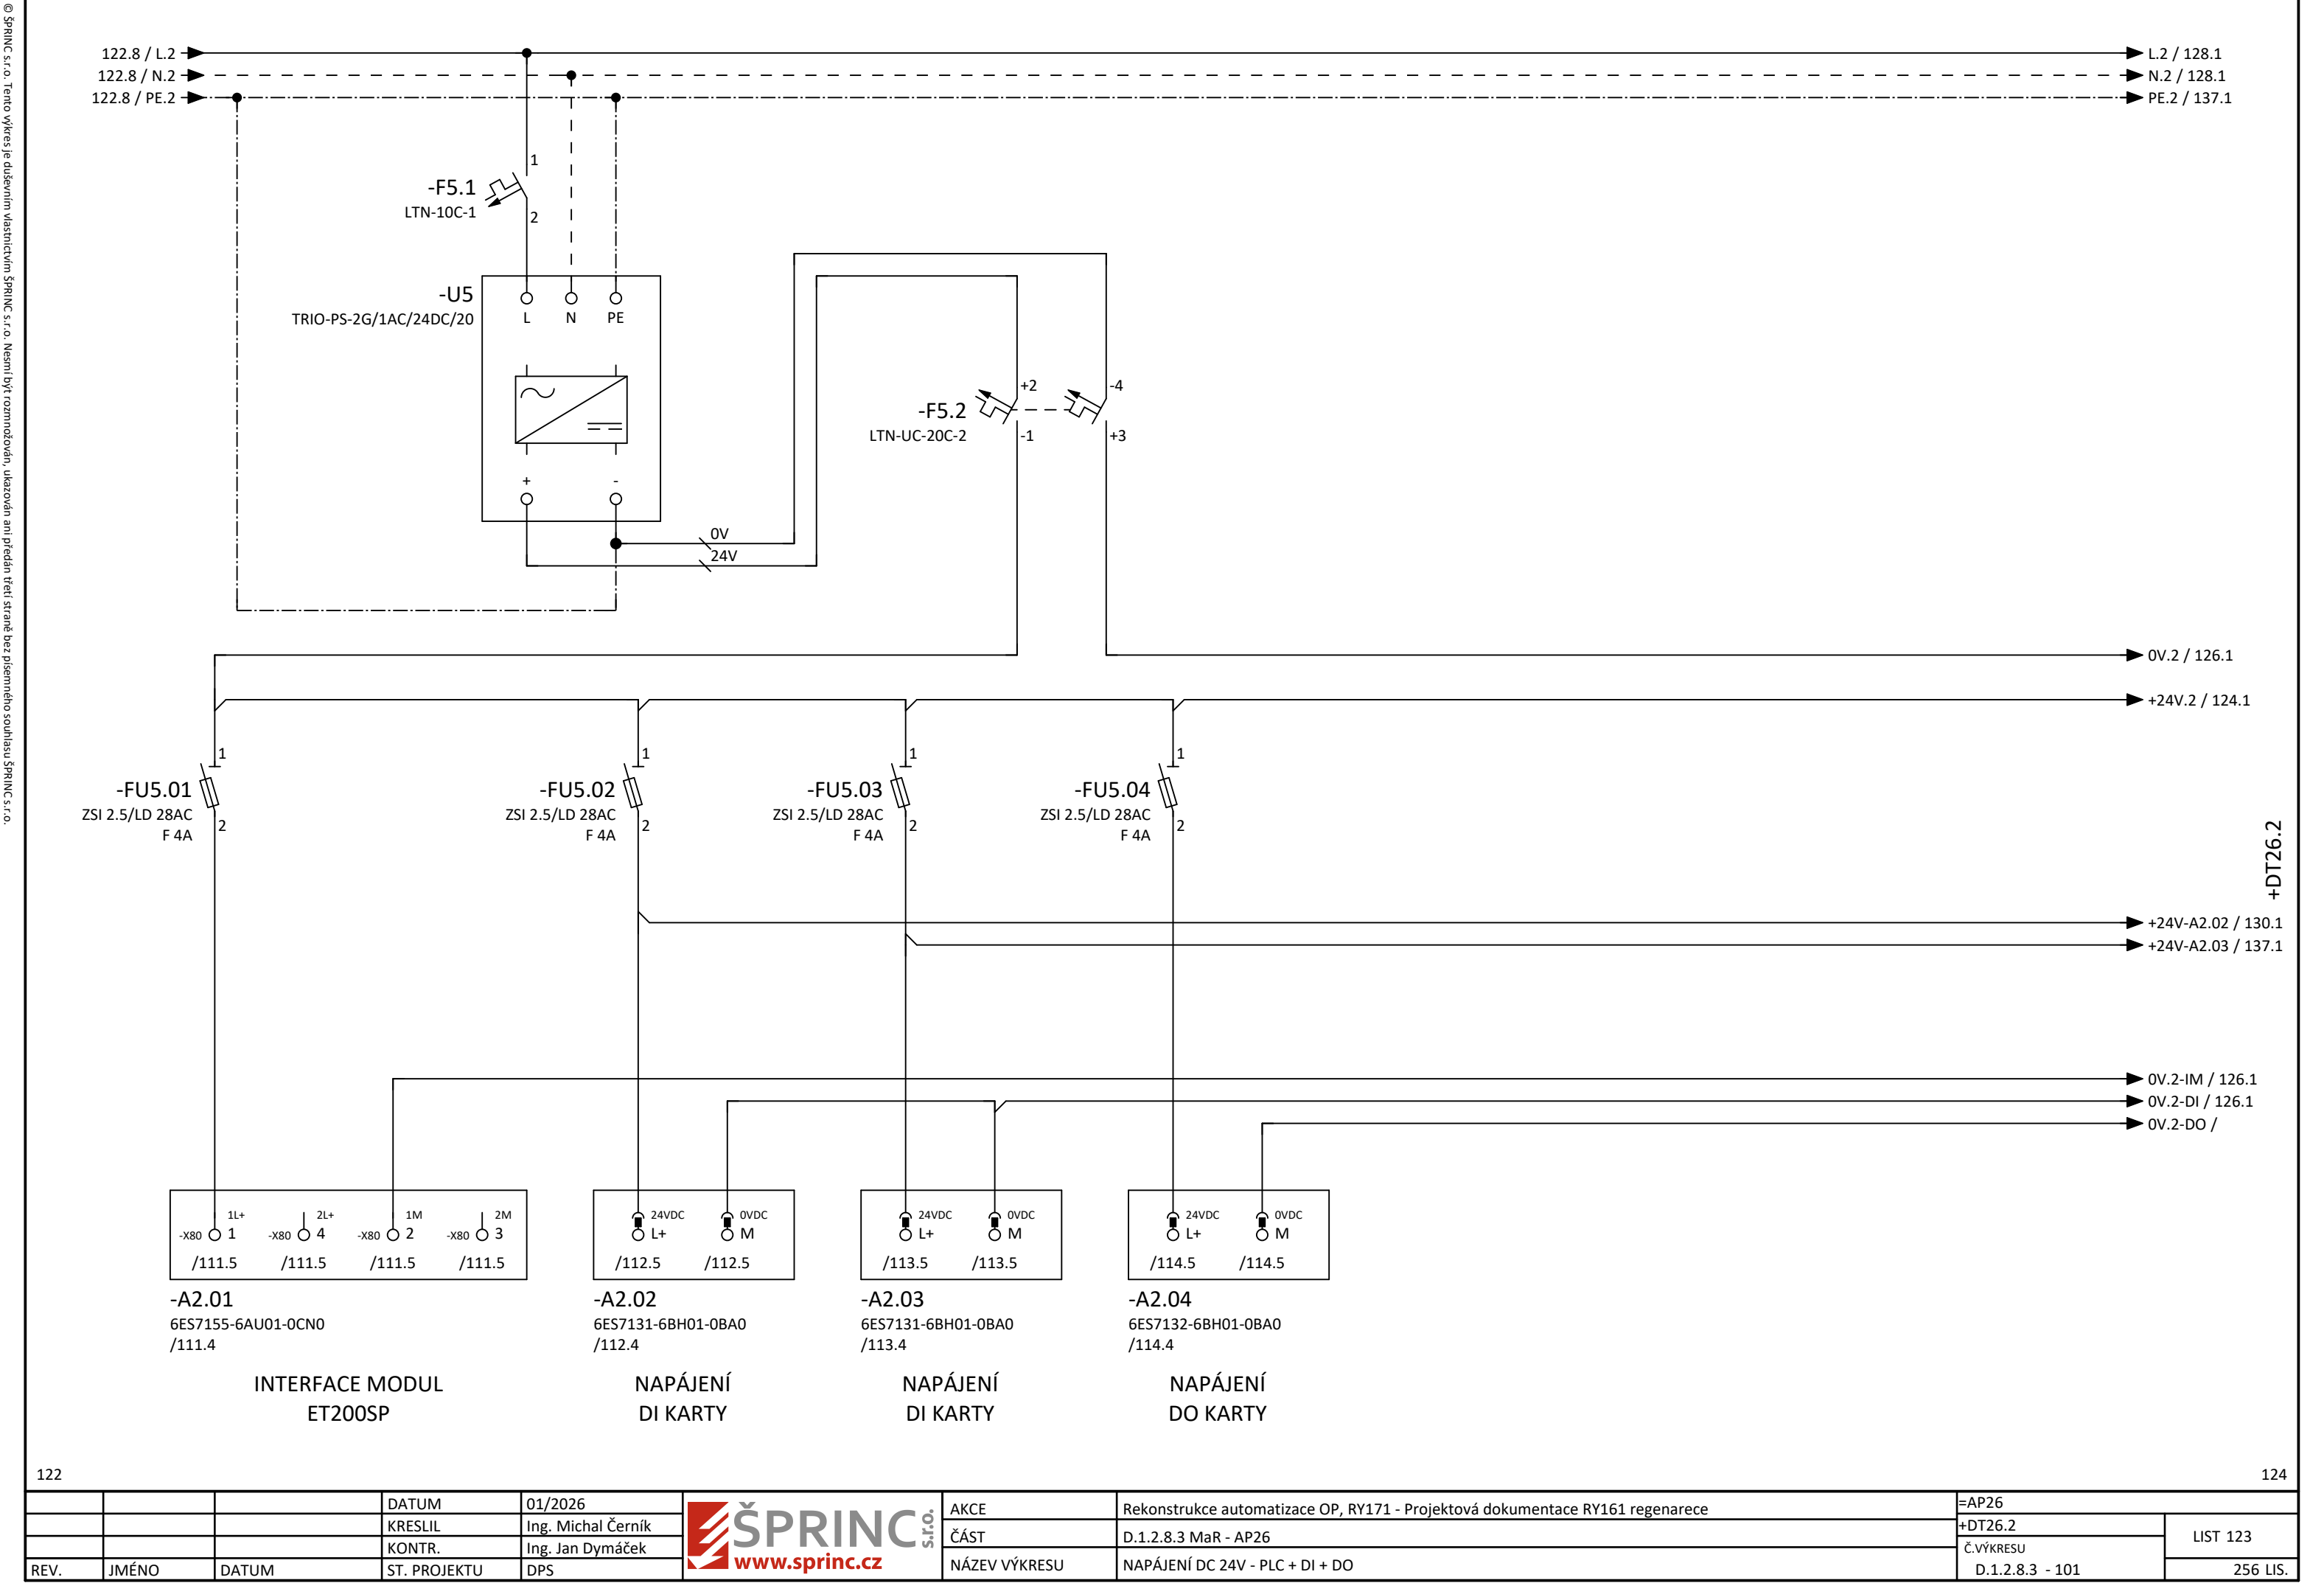 © ŠPRINC s.r.o. Tento výkres je duševním vlastnictvím ŠPRINC s.r.o. Nesmí být rozmnožován, ukazován ani předán třetí straně bez písemného souhlasu ŠPRINC s.r.o.
122.8 / L.2
L.2 / 128.1
122.8 / N.2
N.2 / 128.1
122.8 / PE.2
PE.2 / 137.1
1
-F5.1
LTN-10C-1
2
-U5
TRIO-PS-2G/1AC/24DC/20
L N PE
+ -
0V
24V
+2 -4
-F5.2
LTN-UC-20C-2
-1 +3
0V.2 / 126.1
+24V.2 / 124.1
1 1 1 1
-FU5.01 -FU5.02 -FU5.03 -FU5.04
ZSI 2.5/LD 28AC ZSI 2.5/LD 28AC ZSI 2.5/LD 28AC ZSI 2.5/LD 28AC
F 4A F 4A F 4A F 4A
2 2 2 2
+DT26.2
+24V-A2.02 / 130.1
+24V-A2.03 / 137.1
0V.2-IM / 126.1
0V.2-DI / 126.1
0V.2-DO /
1L+ 2L+ 1M 2M 24VDC 0VDC 24VDC 0VDC 24VDC 0VDC
-X80 1 -X80 4 -X80 2 -X80 3 L+ M L+ M L+ M
/111.5 /111.5 /111.5 /111.5 /112.5 /112.5 /113.5 /113.5 /114.5 /114.5
-A2.01 -A2.02 -A2.03 -A2.04
6ES7155-6AU01-0CN0 6ES7131-6BH01-0BA0 6ES7131-6BH01-0BA0 6ES7132-6BH01-0BA0
/111.4 /112.4 /113.4 /114.4
INTERFACE MODUL NAPÁJENÍ NAPÁJENÍ NAPÁJENÍ
ET200SP DI KARTY DI KARTY DO KARTY
122 124
DATUM 01/2026
KRESLIL Ing. Michal Černík
KONTR. Ing. Jan Dymáček
REV. JMÉNO DATUM ST. PROJEKTU DPS
ŠPRINC s.r.o.
www.sprinc.cz
AKCE Rekonstrukce automatizace OP, RY171 - Projektová dokumentace RY161 regenarece
ČÁST D.1.2.8.3 MaR - AP26
NÁZEV VÝKRESU NAPÁJENÍ DC 24V - PLC + DI + DO
=AP26
+DT26.2
LIST 123
Č.VÝKRESU
D.1.2.8.3 - 101
256 LIS.